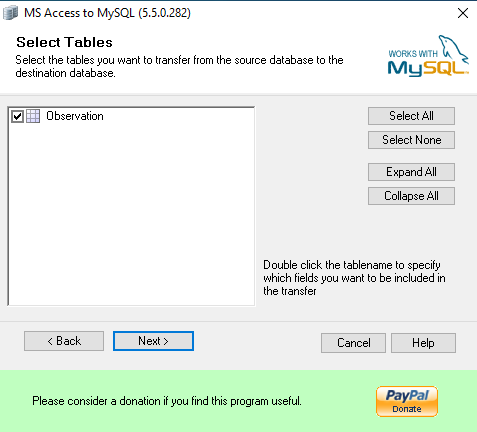 MS Access to MySQL (5.5.0.282)
Select Tables
Select the tables you want to transfer from the source database to the
destination database.
WORKS WITH
MySQL
Observation
Select All
Select None
Expand All
Collapse All
Double click the tablename to specify
which fields you want to be included in
the transfer
< Back
Next >
Cancel
Help
Please consider a donation if you find this program useful.
PayPal
Donate